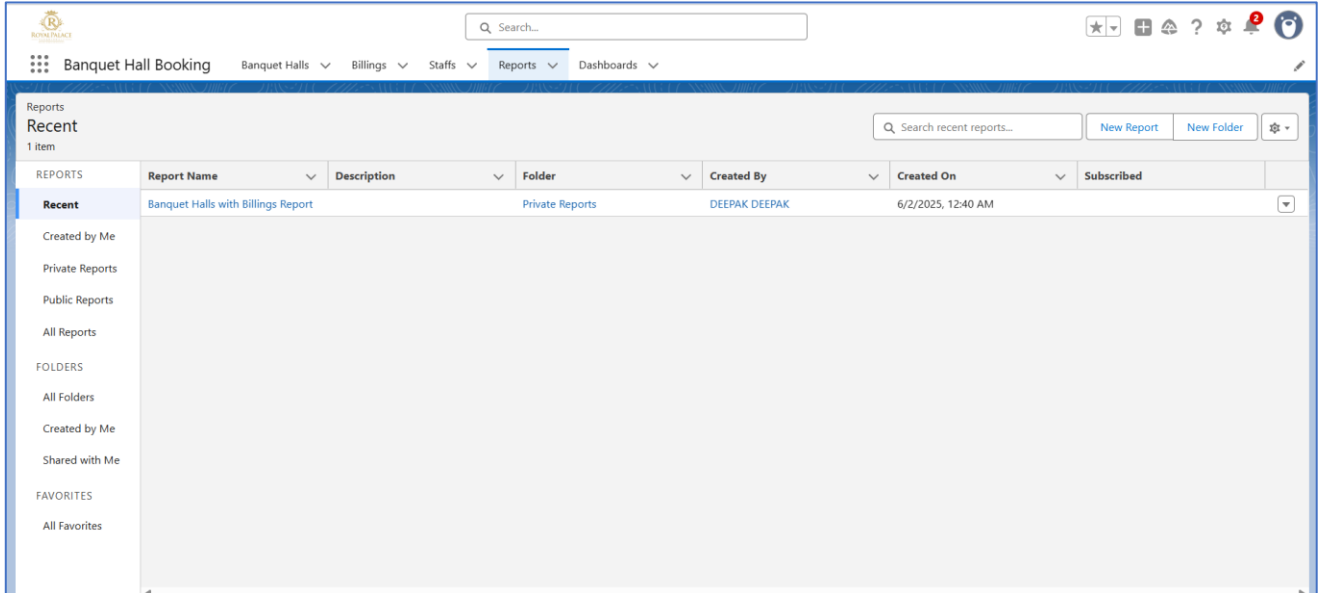 R
ROYAL PALACE
Search...
2
Banquet Hall Booking Banquet Halls Billings Staffs Reports Dashboards
Reports
Recent
1 item
Search recent reports...
New Report New Folder
REPORTS
Report Name Description Folder Created By Created On Subscribed
Recent
Banquet Halls with Billings Report Private Reports DEEPAK DEEPAK 6/2/2025, 12:40 AM
Created by Me
Private Reports
Public Reports
All Reports
FOLDERS
All Folders
Created by Me
Shared with Me
FAVORITES
All Favorites